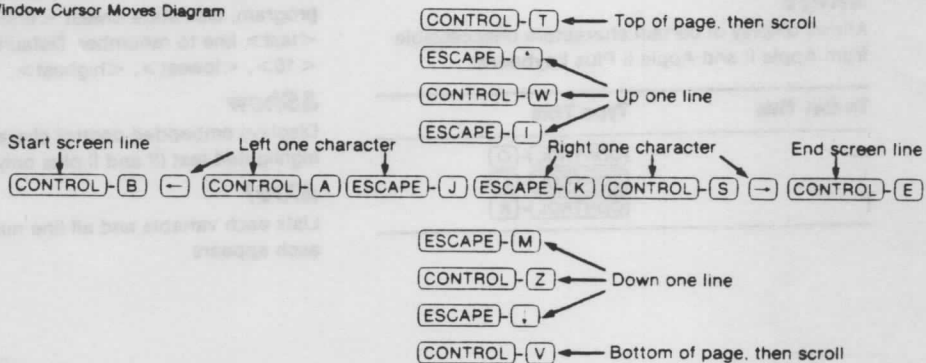 Window Cursor Moves Diagram
CONTROL-T Top of page, then scroll
ESCAPE-↑
CONTROL-W Up one line
ESCAPE-I
Start screen line Left one character Right one character End screen line
CONTROL-B ← CONTROL-A ESCAPE-J ESCAPE-K CONTROL-S → CONTROL-E
ESCAPE-M
CONTROL-Z Down one line
ESCAPE-↓
CONTROL-V Bottom of page, then scroll